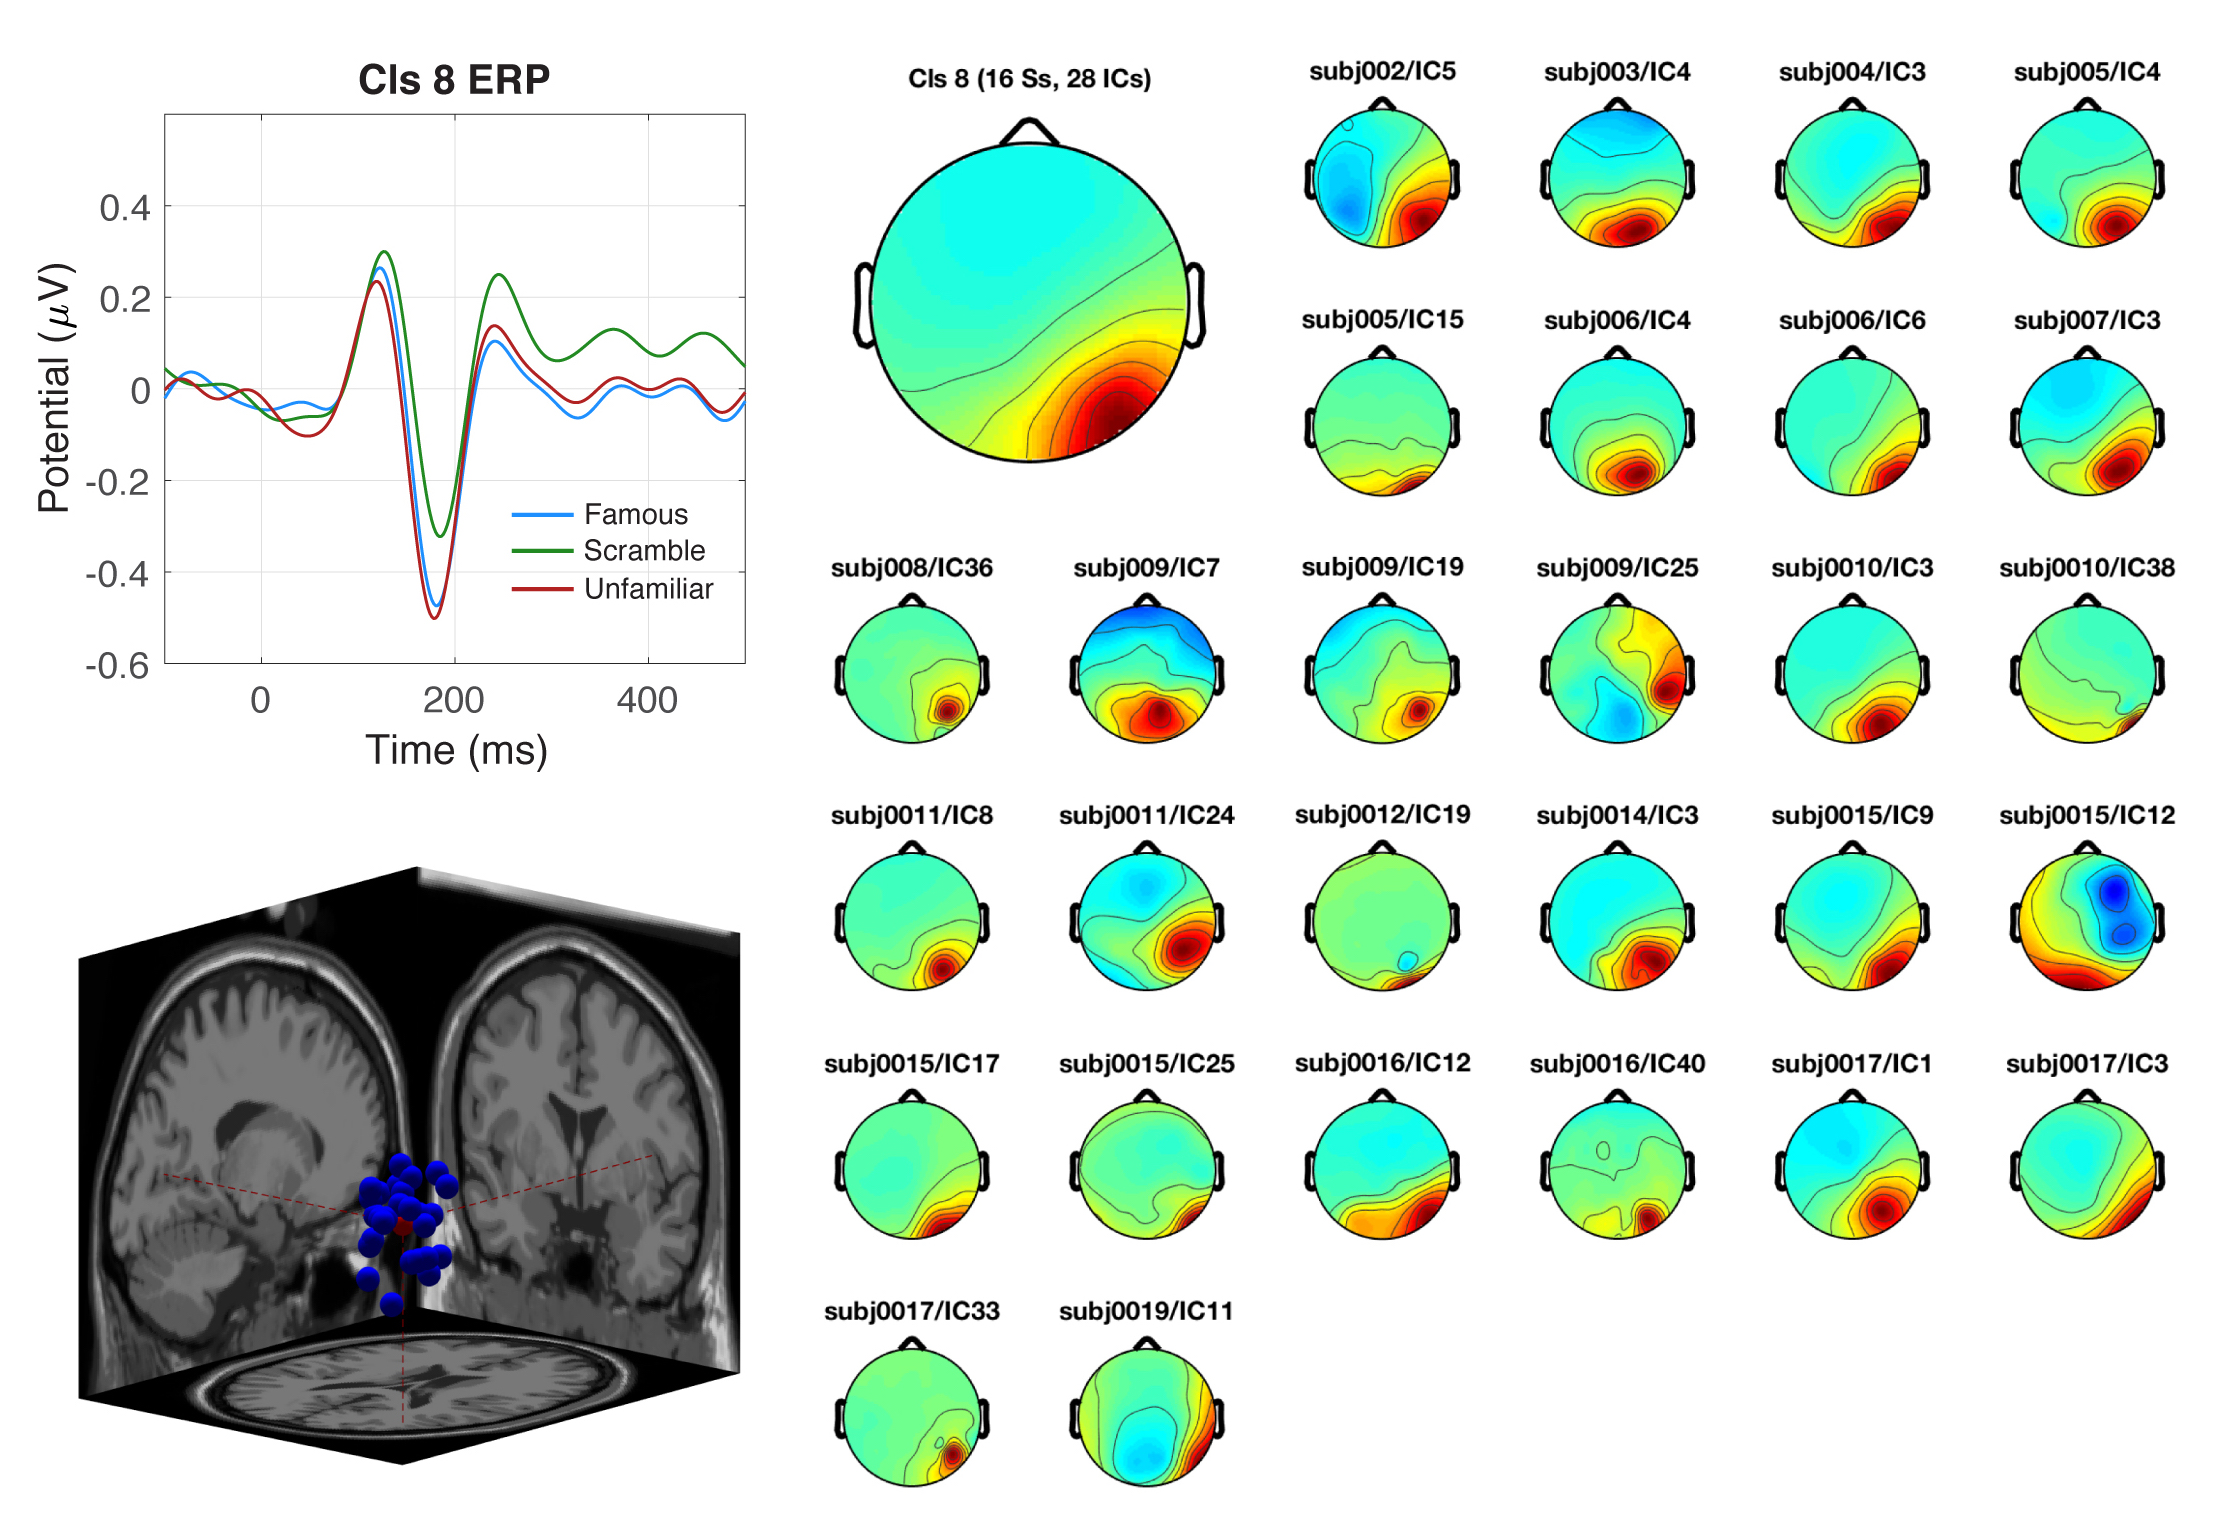 Cls 8 ERP
Potential (μV)
0.4
0.2
0
-0.2
-0.4
-0.6
0
200
400
Time (ms)
Famous
Scramble
Unfamiliar
Cls 8 (16 Ss, 28 ICs)
subj002/IC5
subj003/IC4
subj004/IC3
subj005/IC4
subj005/IC15
subj006/IC4
subj006/IC6
subj007/IC3
subj008/IC36
subj009/IC7
subj009/IC19
subj009/IC25
subj0010/IC3
subj0010/IC38
subj0011/IC8
subj0011/IC24
subj0012/IC19
subj0014/IC3
subj0015/IC9
subj0015/IC12
subj0015/IC17
subj0015/IC25
subj0016/IC12
subj0016/IC40
subj0017/IC1
subj0017/IC3
subj0017/IC33
subj0019/IC11